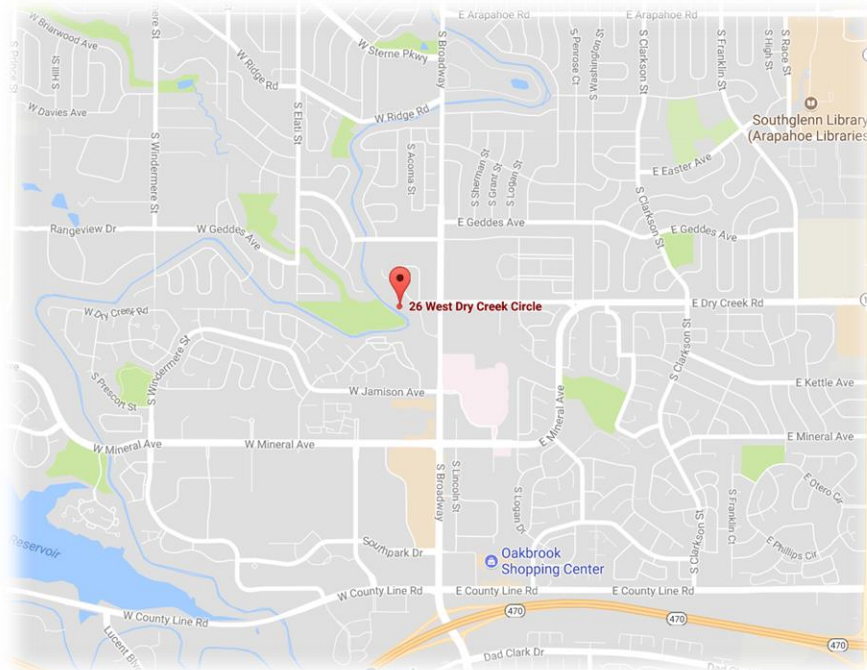 E Arapahoe Rd
E Arapahoe Rd
W Briarwood Ave
S Hill St
W Davies Ave
S Windermere St
W Ridge Rd
W Sterne Pkwy
S Broadway
S Elati St
W Ridge Rd
S Acoma St
S Penrose Ct
S Washington St
S Clarkson St
S Franklin St
S High St
S Race St
Southglenn Library
(Arapahoe Libraries
E Easter Ave
S Sherman St
S Grant St
S Logan St
E Geddes Ave
S Clarkson St
E Geddes Ave
Rangeview Dr
W Geddes Ave
26 West Dry Creek Circle
E Dry Creek Rd
W Dry Creek Rd
S Windermere St
S Prescott St
W Jamison Ave
E Mineral Ave
S Clarkson St
E Kettle Ave
W Mineral Ave
W Mineral Ave
E Mineral Ave
S Broadway
S Lincoln St
S Logan Dr
S Clarkson St
S Franklin Ct
E Otero Cir
E Phillips Cir
Reservoir
Southpark Dr
Oakbrook
Shopping Center
W County Line Rd
W County Line Rd
E County Line Rd
E County Line Rd
470
470
470
Lucent Blv
Dad Clark Dr